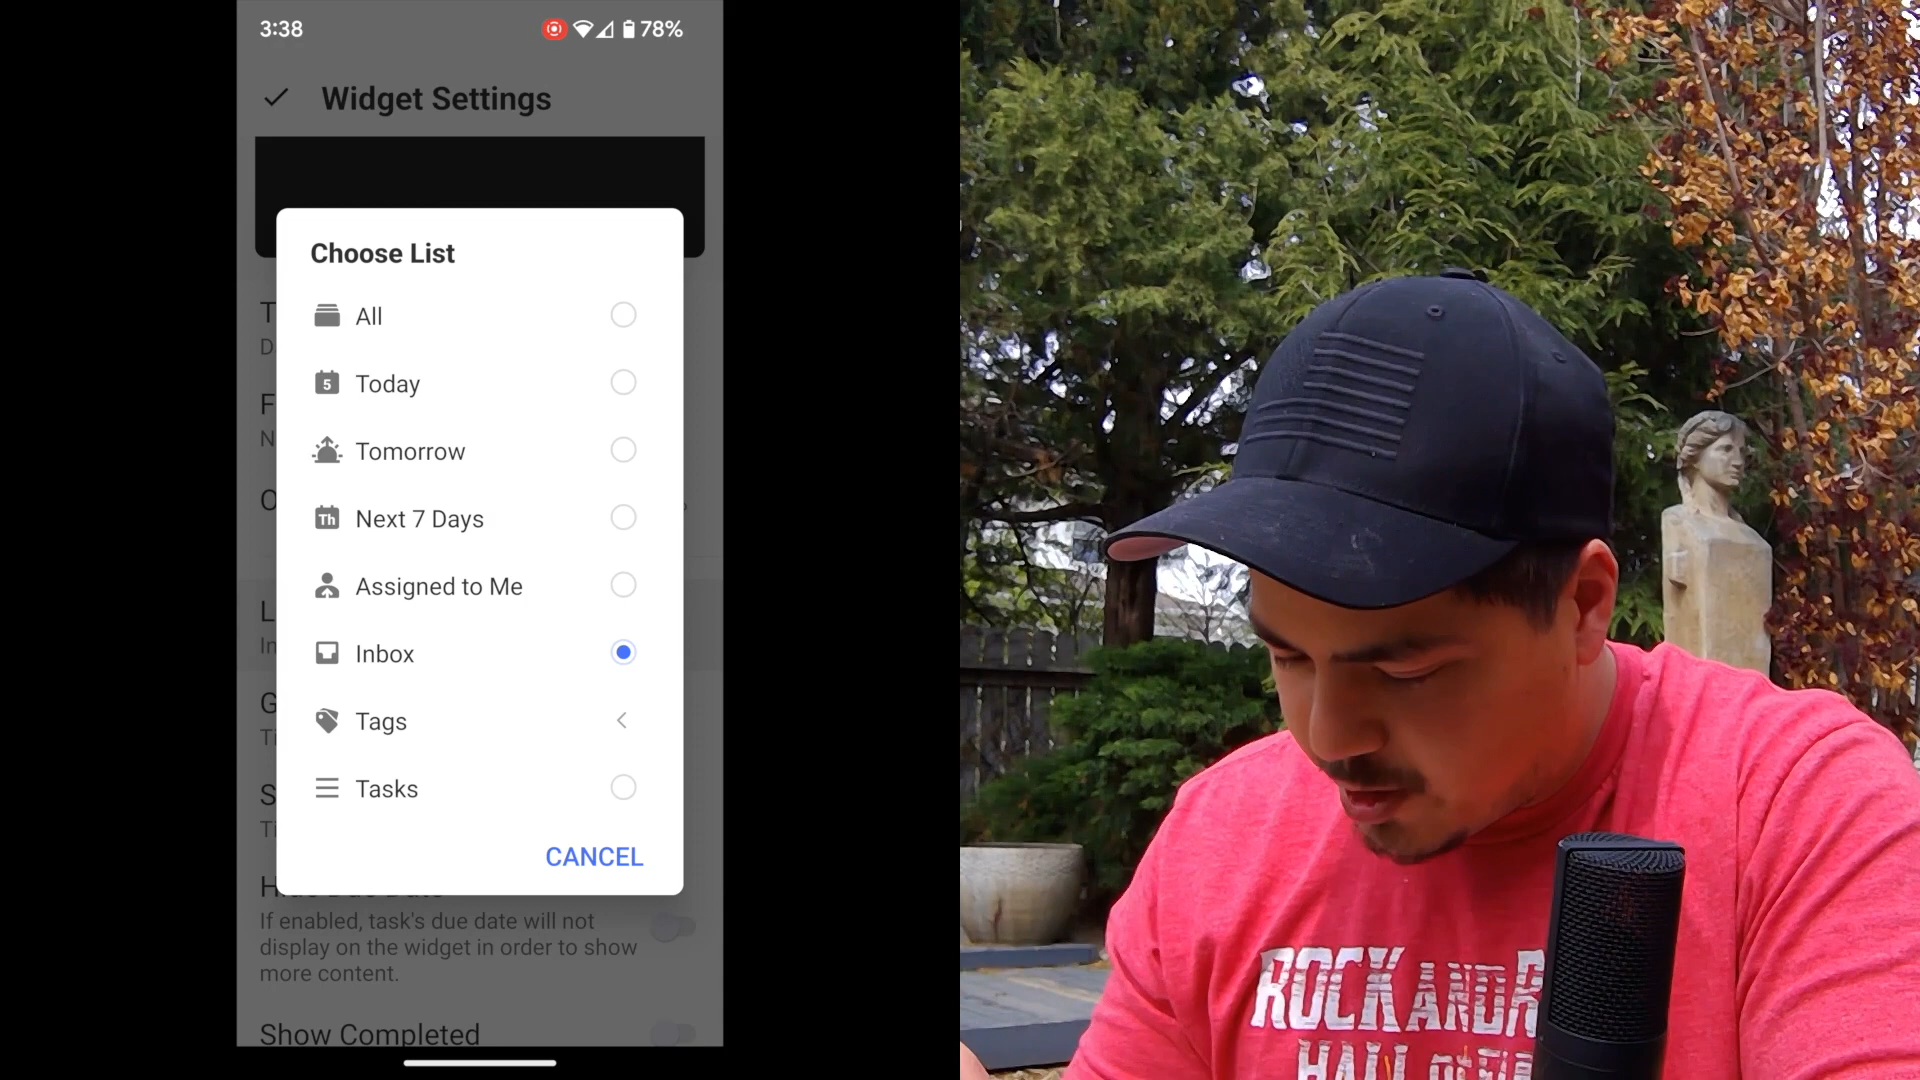 3:38
78%
Widget Settings
Choose List
All
5
Today
Tomorrow
Th
Next 7 Days
Assigned to Me
Inbox
Tags
Tasks
CANCEL
If enabled, task's due date will not
display on the widget in order to show
more content.
Show Completed
ROCK AND R
HALL OF